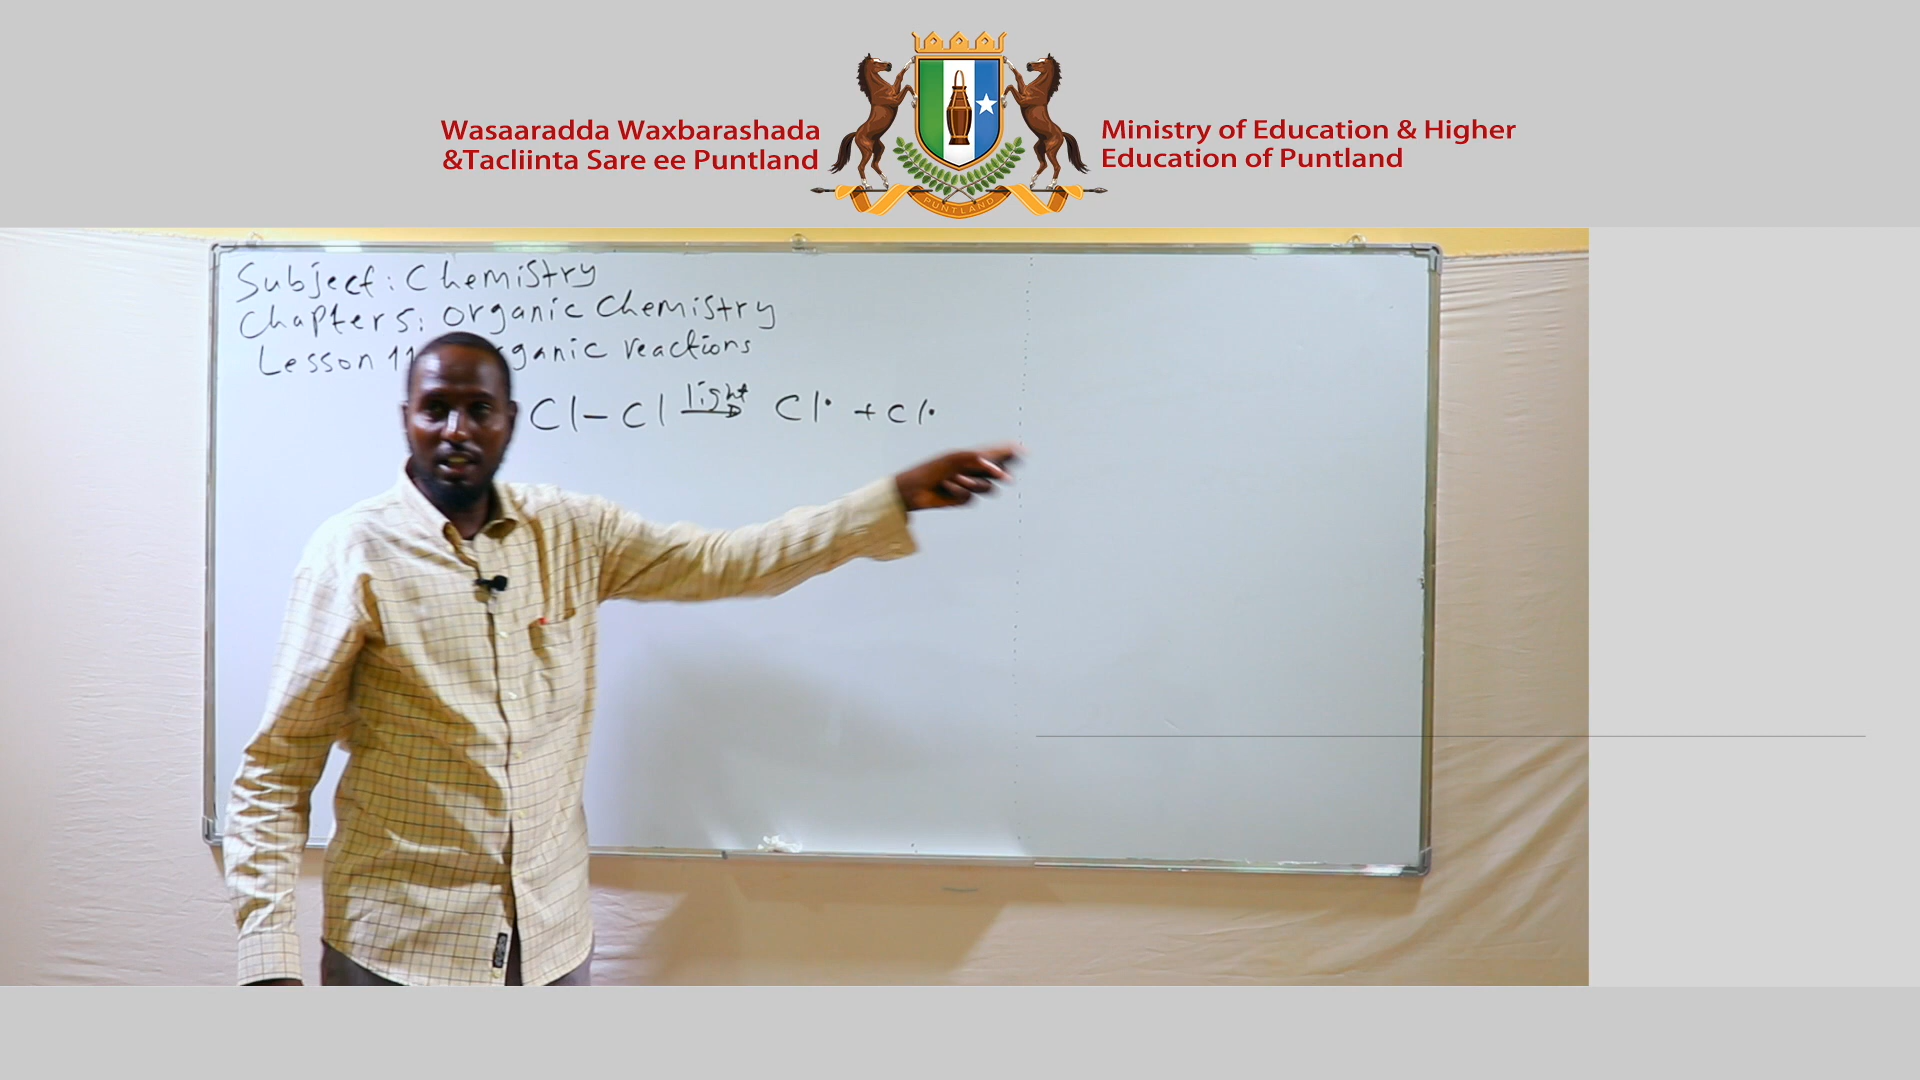 Wasaaradda Waxbarashada
&Tacliinta Sare ee Puntland
PUNTLAND
Ministry of Education & Higher
Education of Puntland
Subject: Chemistry
Chapter 5: organic Chemistry
Lesson 11 ganic reactions
Cl-Cl light Cl• + Cl•